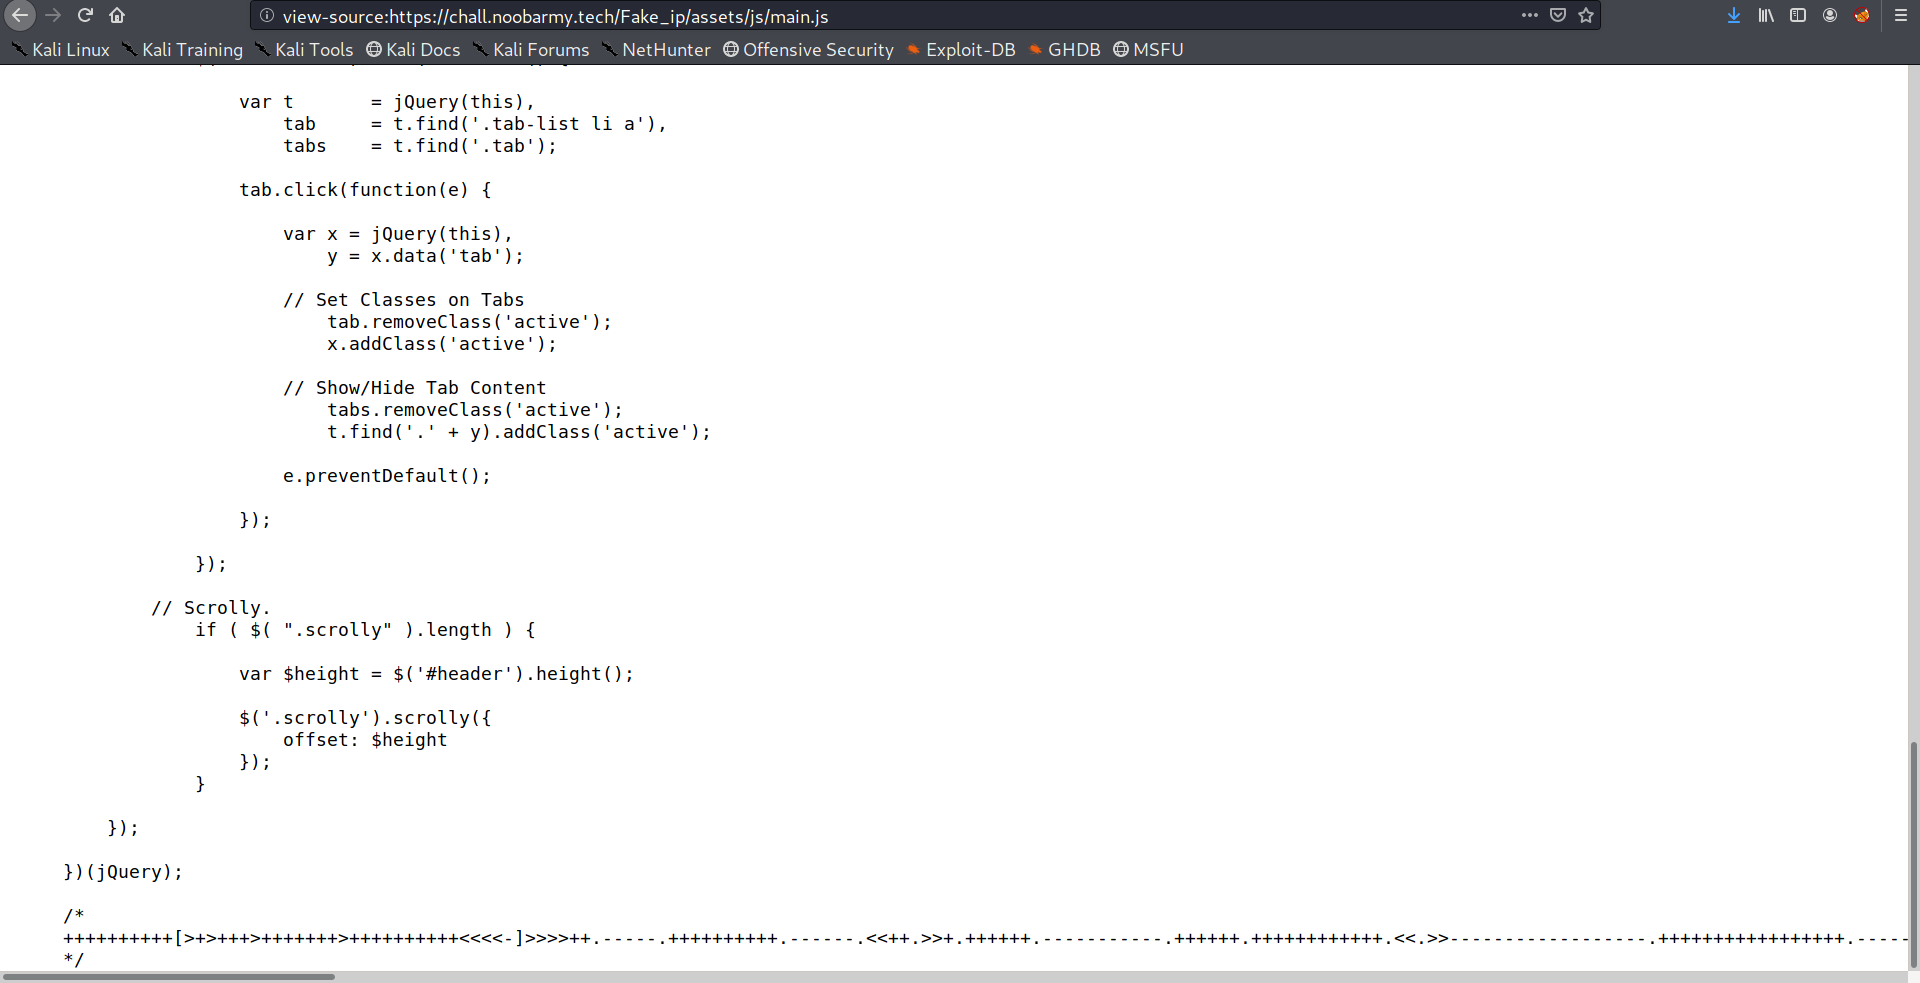 view-source:https://chall.noobarmy.tech/Fake_ip/assets/js/main.js
Kali Linux Kali Training Kali Tools Kali Docs Kali Forums NetHunter Offensive Security Exploit-DB GHDB MSFU
var t       = jQuery(this),
tab     = t.find('.tab-list li a'),
tabs    = t.find('.tab');
tab.click(function(e) {
var x = jQuery(this),
y = x.data('tab');
// Set Classes on Tabs
tab.removeClass('active');
x.addClass('active');
// Show/Hide Tab Content
tabs.removeClass('active');
t.find('.' + y).addClass('active');
e.preventDefault();
});
});
// Scrolly.
if ( $( ".scrolly" ).length ) {
var $height = $('#header').height();
$('.scrolly').scrolly({
offset: $height
});
}
});
})(jQuery);
/*
++++++++++[>+>+++>+++++++>++++++++++<<<<-]>>>>++.-----.++++++++++.------.<<++.>>+.++++++.-----------.++++++.++++++++++++.<<.>>------------------.+++++++++++++++++.-----
*/